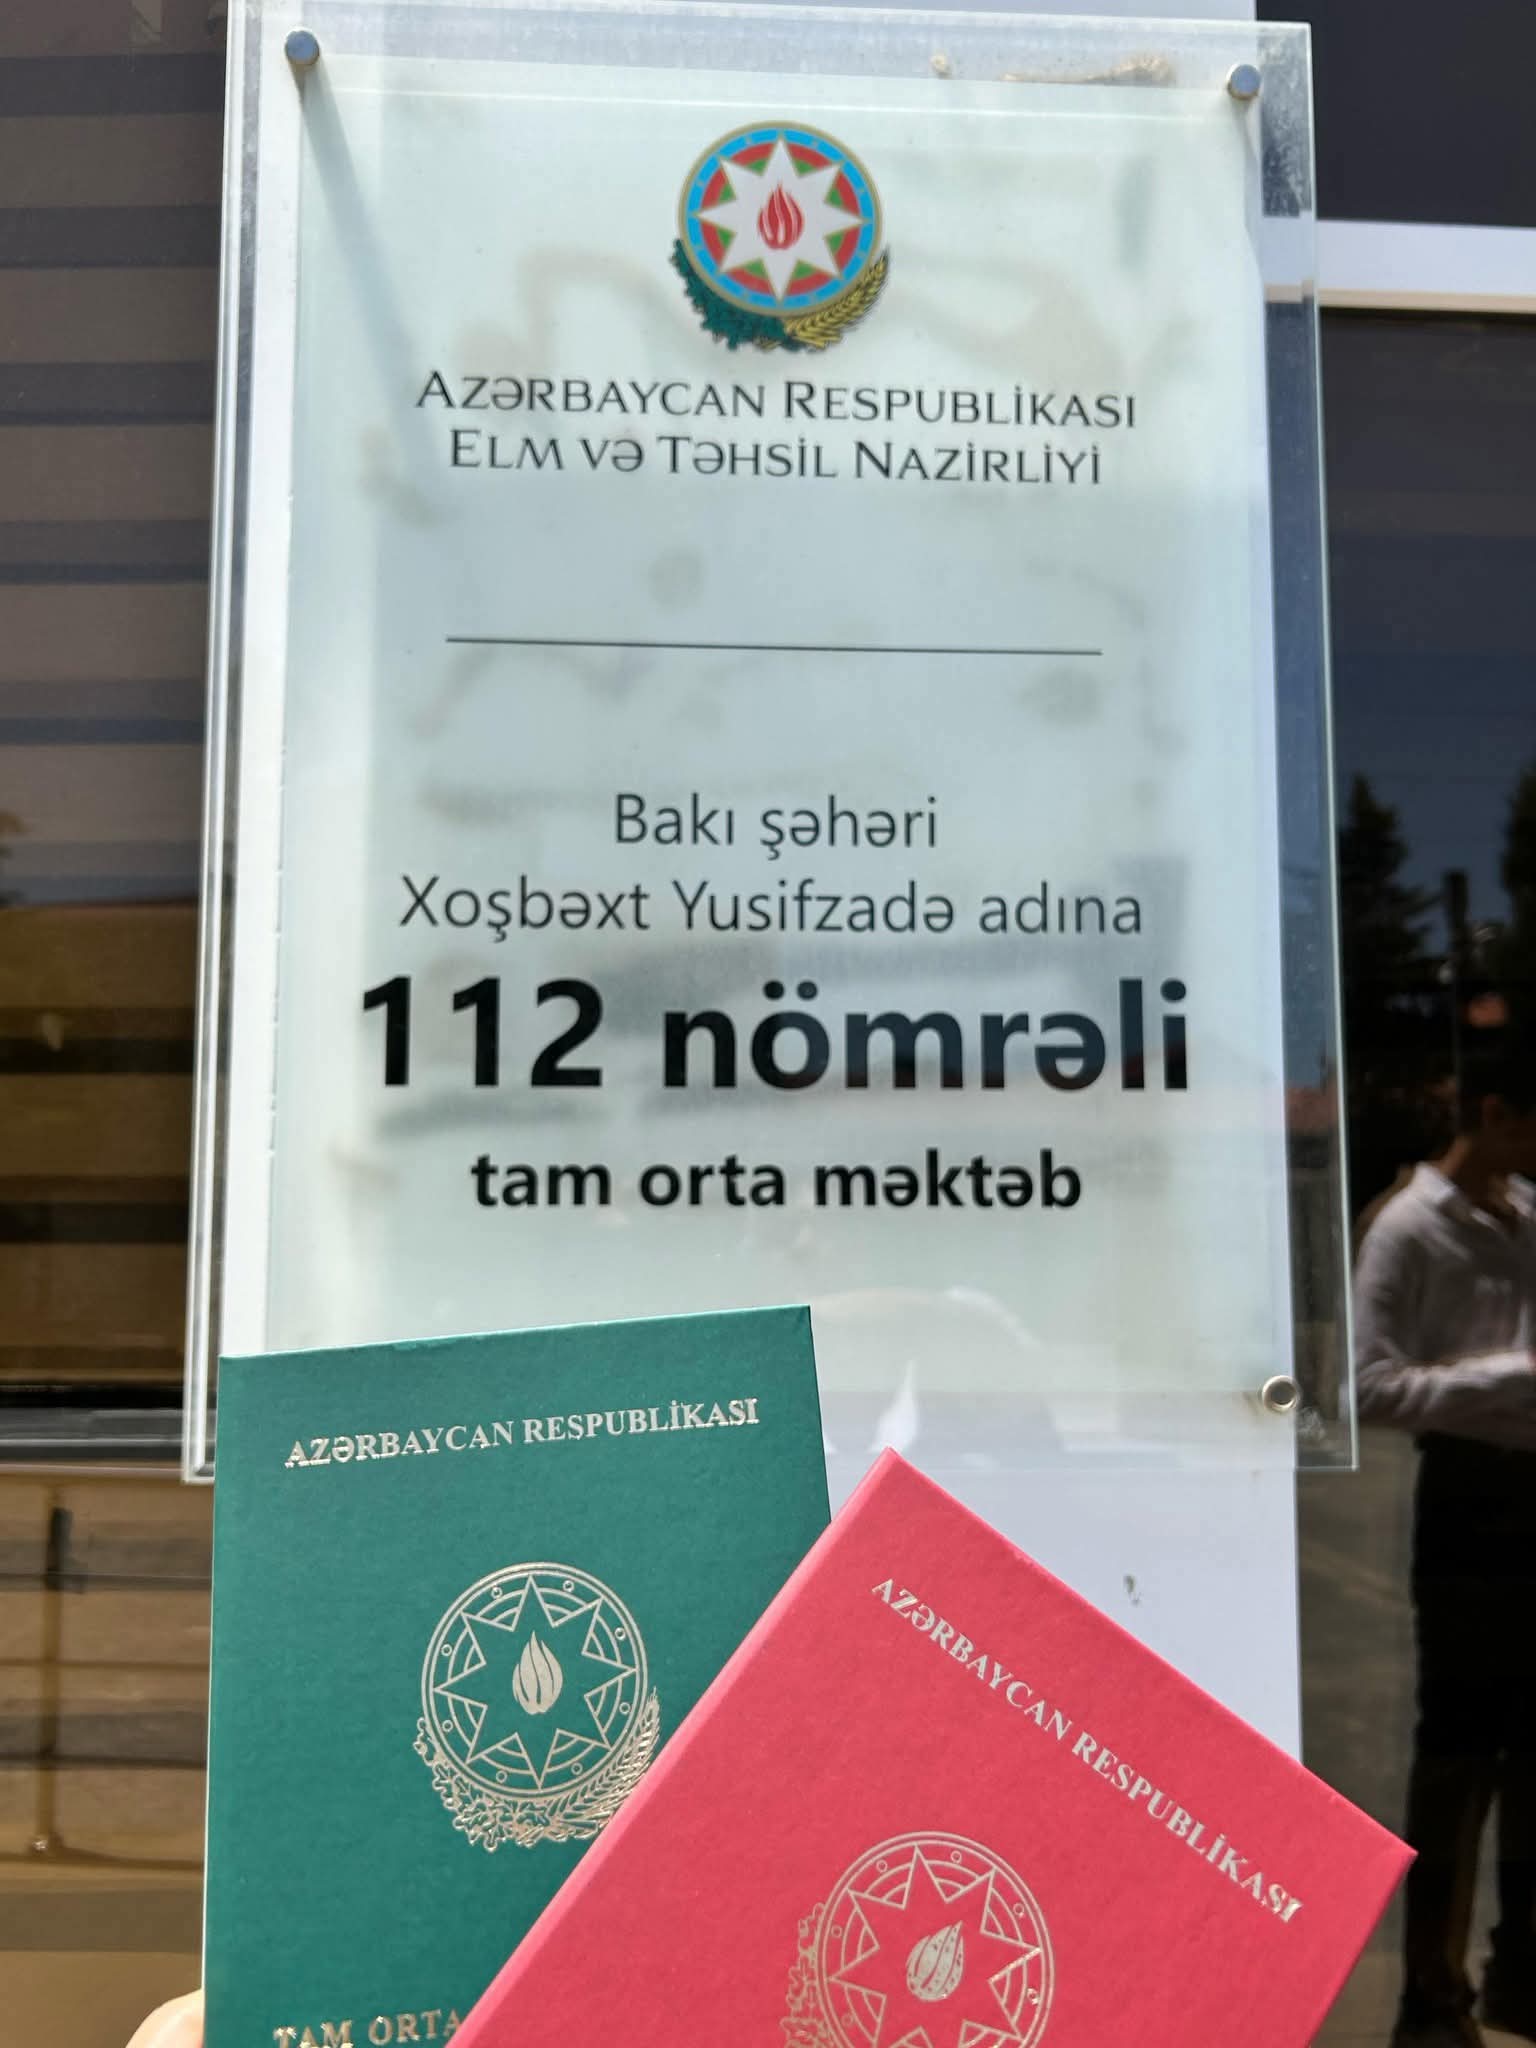 AZƏRBAYCAN RESPUBLİKASI
ELM VƏ TƏHSİL NAZİRLİYİ
Bakı şəhəri
Xoşbəxt Yusifzadə adına
112 nömrəli
tam orta məktəb
AZƏRBAYCAN RESPUBLİKASI
TAM ORTA
AZƏRBAYCAN RESPUBLİKASI